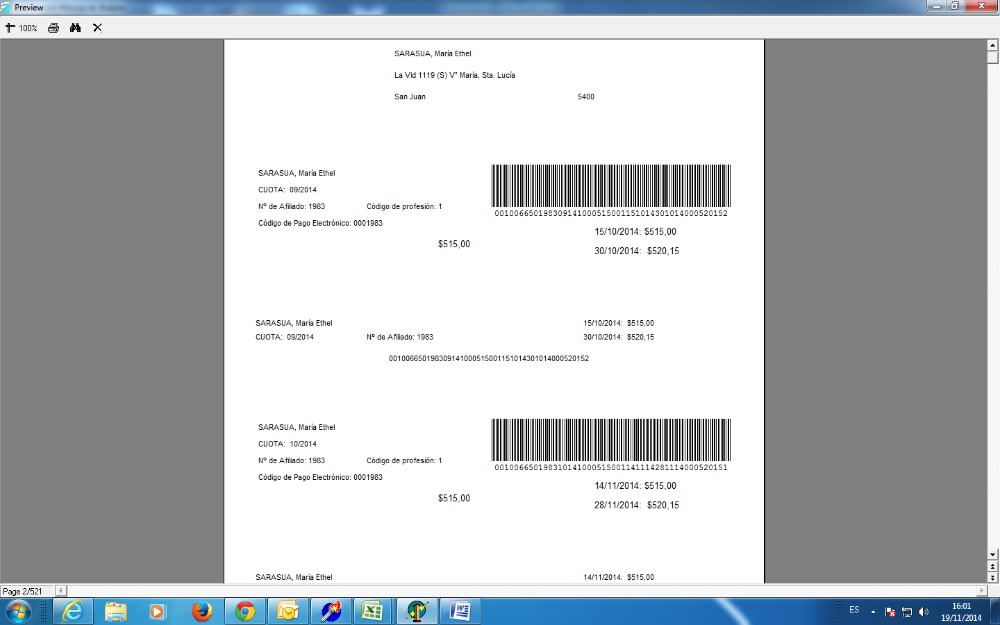 Preview
100%
SARASUA, María Ethel
La Vid 1119 (S) Vº María, Sta. Lucía
San Juan 5400
SARASUA, María Ethel
CUOTA: 09/2014
Nº de Afiliado: 1983 Código de profesión: 1
Código de Pago Electrónico: 0001983
$515,00
001006650198309141000515001151014301014000520152
15/10/2014: $515,00
30/10/2014: $520,15
SARASUA, María Ethel 15/10/2014: $515,00
CUOTA: 09/2014 Nº de Afiliado: 1983 30/10/2014: $520,15
001006650198309141000515001151014301014000520152
SARASUA, María Ethel
CUOTA: 10/2014
Nº de Afiliado: 1983 Código de profesión: 1
Código de Pago Electrónico: 0001983
$515,00
001006650198310141000515001141114281114000520151
14/11/2014: $515,00
28/11/2014: $520,15
SARASUA, María Ethel 14/11/2014: $515,00
Page 2/521
ES
16:01
19/11/2014